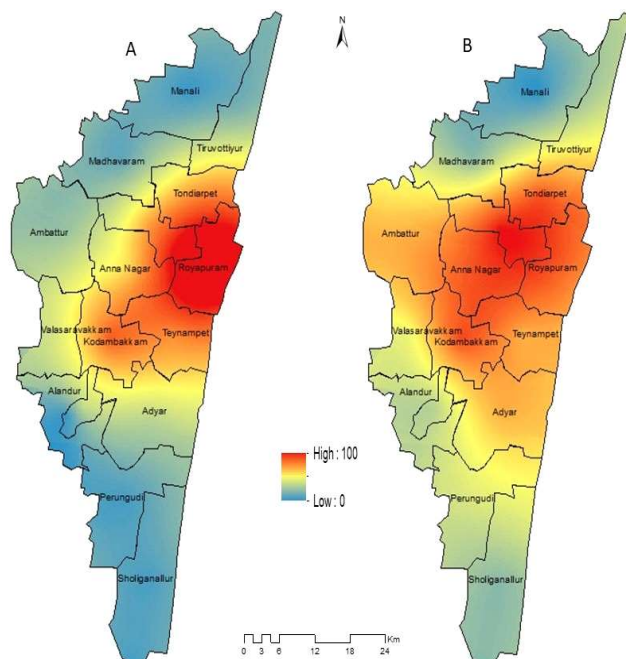 N
A
B
Manali
Tiruvottiyur
Madhavaram
Tondiarpet
Ambattur
Anna Nagar
Royapuram
Valasaravakkam
Kodambakkam
Teynampet
Alandur
Adyar
Perungudi
Sholiganallur
Manali
Tiruvottiyur
Madhavaram
Tondiarpet
Ambattur
Anna Nagar
Royapuram
Valasaravakkam
Kodambakkam
Teynampet
Alandur
Adyar
Perungudi
Sholiganallur
High : 100
Low : 0
Km
0 3 6 12 18 24